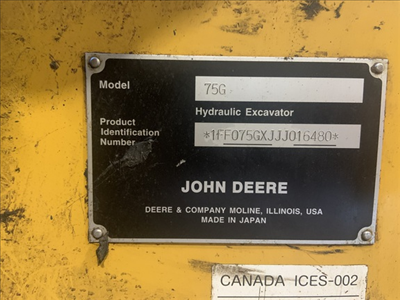 Model 75G
Hydraulic Excavator
Product
Identification
Number *1FF075GXJJJ016480*
JOHN DEERE
DEERE & COMPANY MOLINE, ILLINOIS, USA
MADE IN JAPAN
CANADA ICES-002